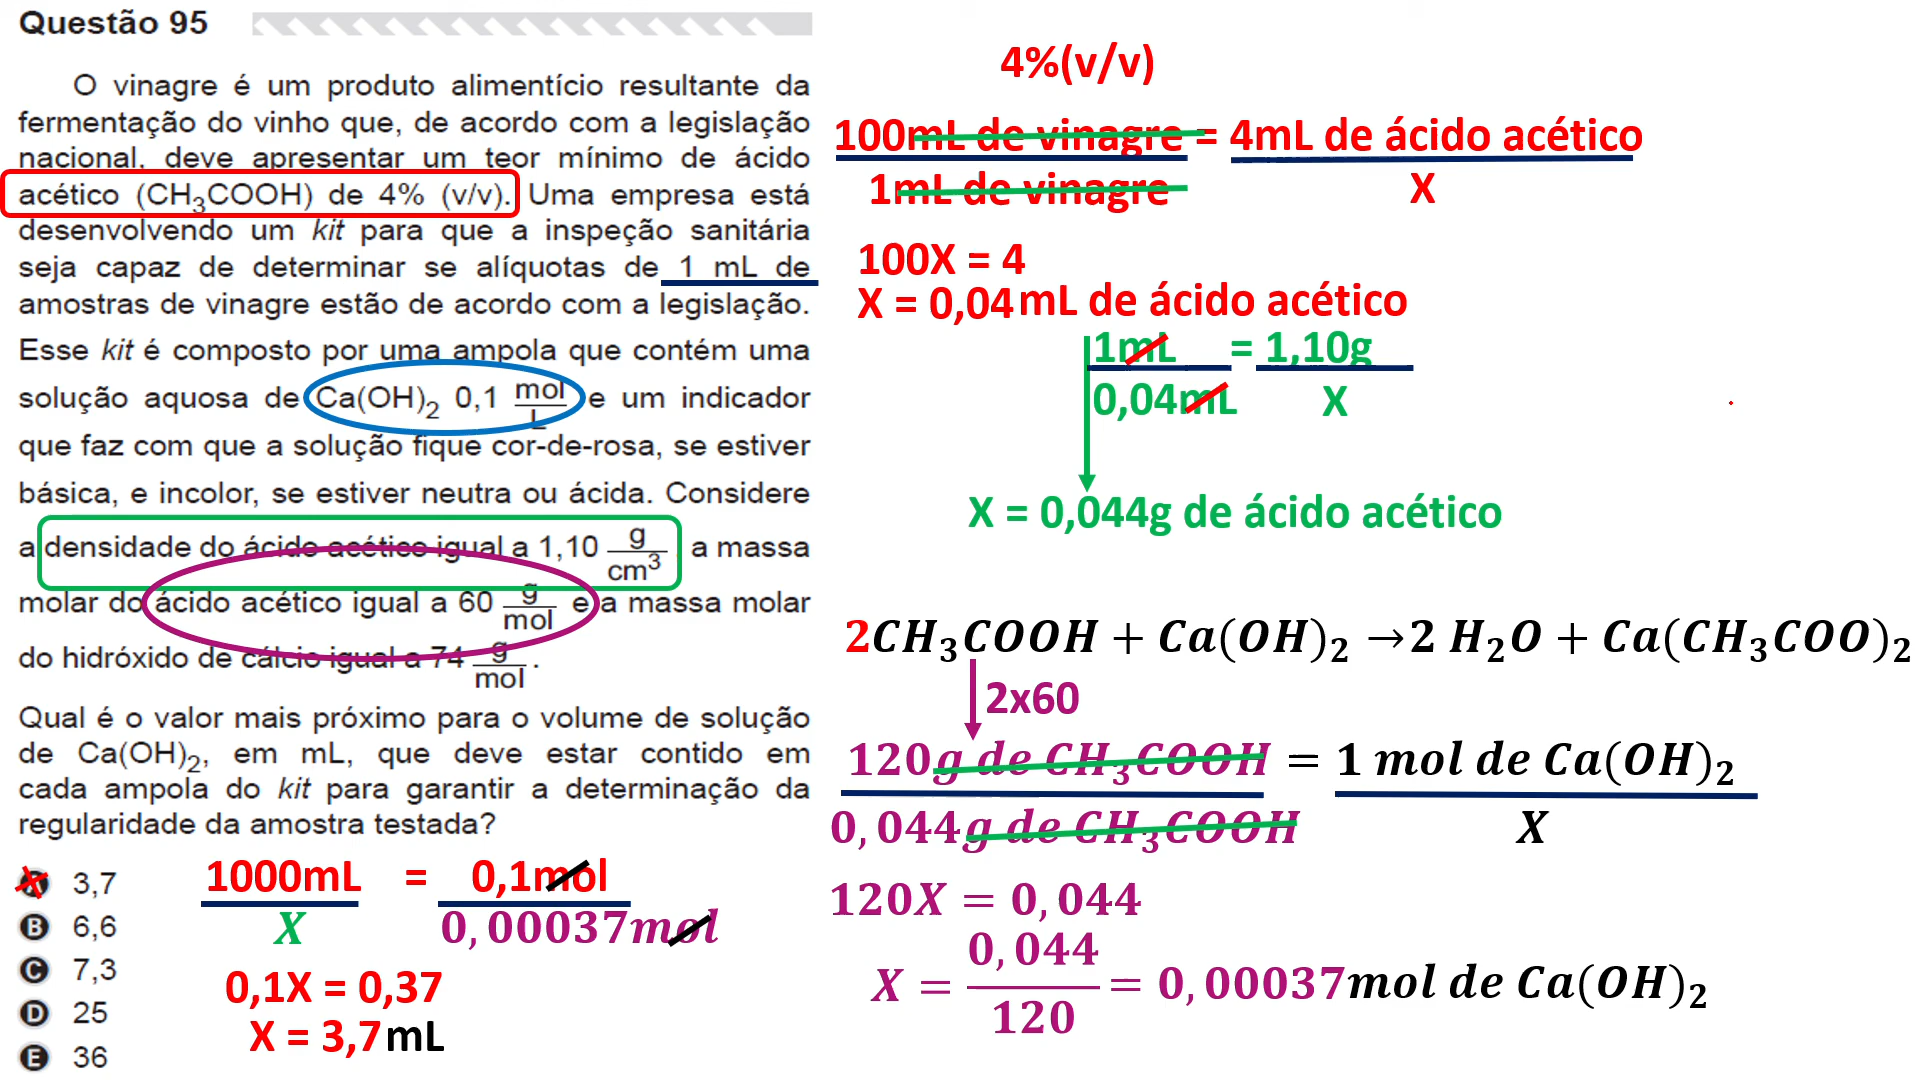 Questão 95
O vinagre é um produto alimentício resultante da
fermentação do vinho que, de acordo com a legislação
nacional, deve apresentar um teor mínimo de ácido
acético (CH₃COOH) de 4% (v/v). Uma empresa está
desenvolvendo um kit para que a inspeção sanitária
seja capaz de determinar se alíquotas de 1 mL de
amostras de vinagre estão de acordo com a legislação.
Esse kit é composto por uma ampola que contém uma
solução aquosa de Ca(OH)₂ 0,1 mol/L e um indicador
que faz com que a solução fique cor-de-rosa, se estiver
básica, e incolor, se estiver neutra ou ácida. Considere
a densidade do ácido acético igual a 1,10 g/cm³, a massa
molar do ácido acético igual a 60 g/mol e a massa molar
do hidróxido de cálcio igual a 74 g/mol.
Qual é o valor mais próximo para o volume de solução
de Ca(OH)₂, em mL, que deve estar contido em
cada ampola do kit para garantir a determinação da
regularidade da amostra testada?
A 3,7
B 6,6
C 7,3
D 25
E 36
1000mL = 0,1mol
X 0,00037mol
0,1X = 0,37
X = 3,7mL
4%(v/v)
100mL de vinagre = 4mL de ácido acético
1mL de vinagre X
100X = 4
X = 0,04mL de ácido acético
1mL = 1,10g
0,04mL X
X = 0,044g de ácido acético
2CH₃COOH + Ca(OH)₂ →2 H₂O + Ca(CH₃COO)₂
2x60
120g de CH₃COOH = 1 mol de Ca(OH)₂
0,044g de CH₃COOH X
120X = 0,044
X = 0,044/120 = 0,00037mol de Ca(OH)₂